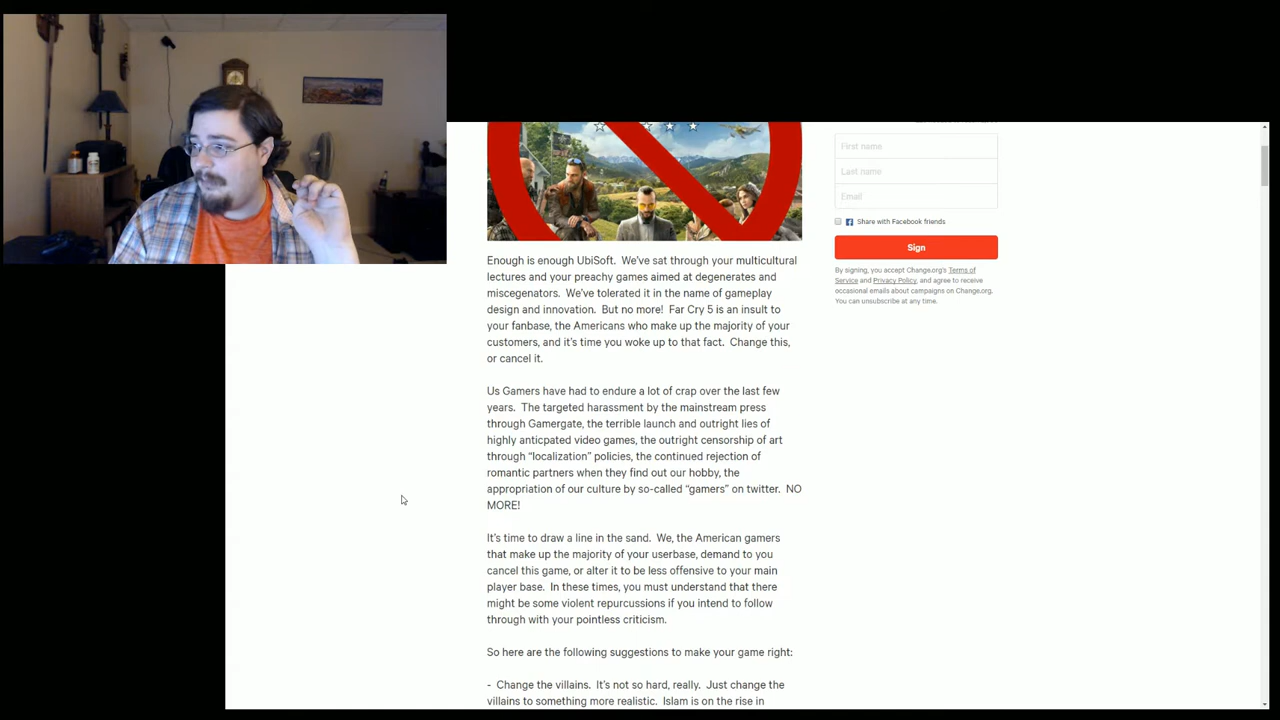 First name
Last name
Email
Share with Facebook friends
Sign
By signing, you accept Change.org's Terms of
Service and Privacy Policy, and agree to receive
occasional emails about campaigns on Change.org.
You can unsubscribe at any time.
Enough is enough UbiSoft. We've sat through your multicultural
lectures and your preachy games aimed at degenerates and
miscegenators. We've tolerated it in the name of gameplay
design and innovation. But no more! Far Cry 5 is an insult to
your fanbase, the Americans who make up the majority of your
customers, and it's time you woke up to that fact. Change this,
or cancel it.
Us Gamers have had to endure a lot of crap over the last few
years. The targeted harassment by the mainstream press
through Gamergate, the terrible launch and outright lies of
highly anticpated video games, the outright censorship of art
through "localization" policies, the continued rejection of
romantic partners when they find out our hobby, the
appropriation of our culture by so-called "gamers" on twitter. NO
MORE!
It's time to draw a line in the sand. We, the American gamers
that make up the majority of your userbase, demand to you
cancel this game, or alter it to be less offensive to your main
player base. In these times, you must understand that there
might be some violent repurcussions if you intend to follow
through with your pointless criticism.
So here are the following suggestions to make your game right:
- Change the villains. It's not so hard, really. Just change the
villains to something more realistic. Islam is on the rise in